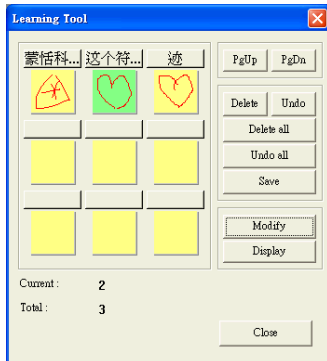 Learning Tool
蒙恬科... 这个符... 迹
PgUp PgDn
Delete Undo
Delete all
Undo all
Save
Modify
Display
Current : 2
Total : 3
Close